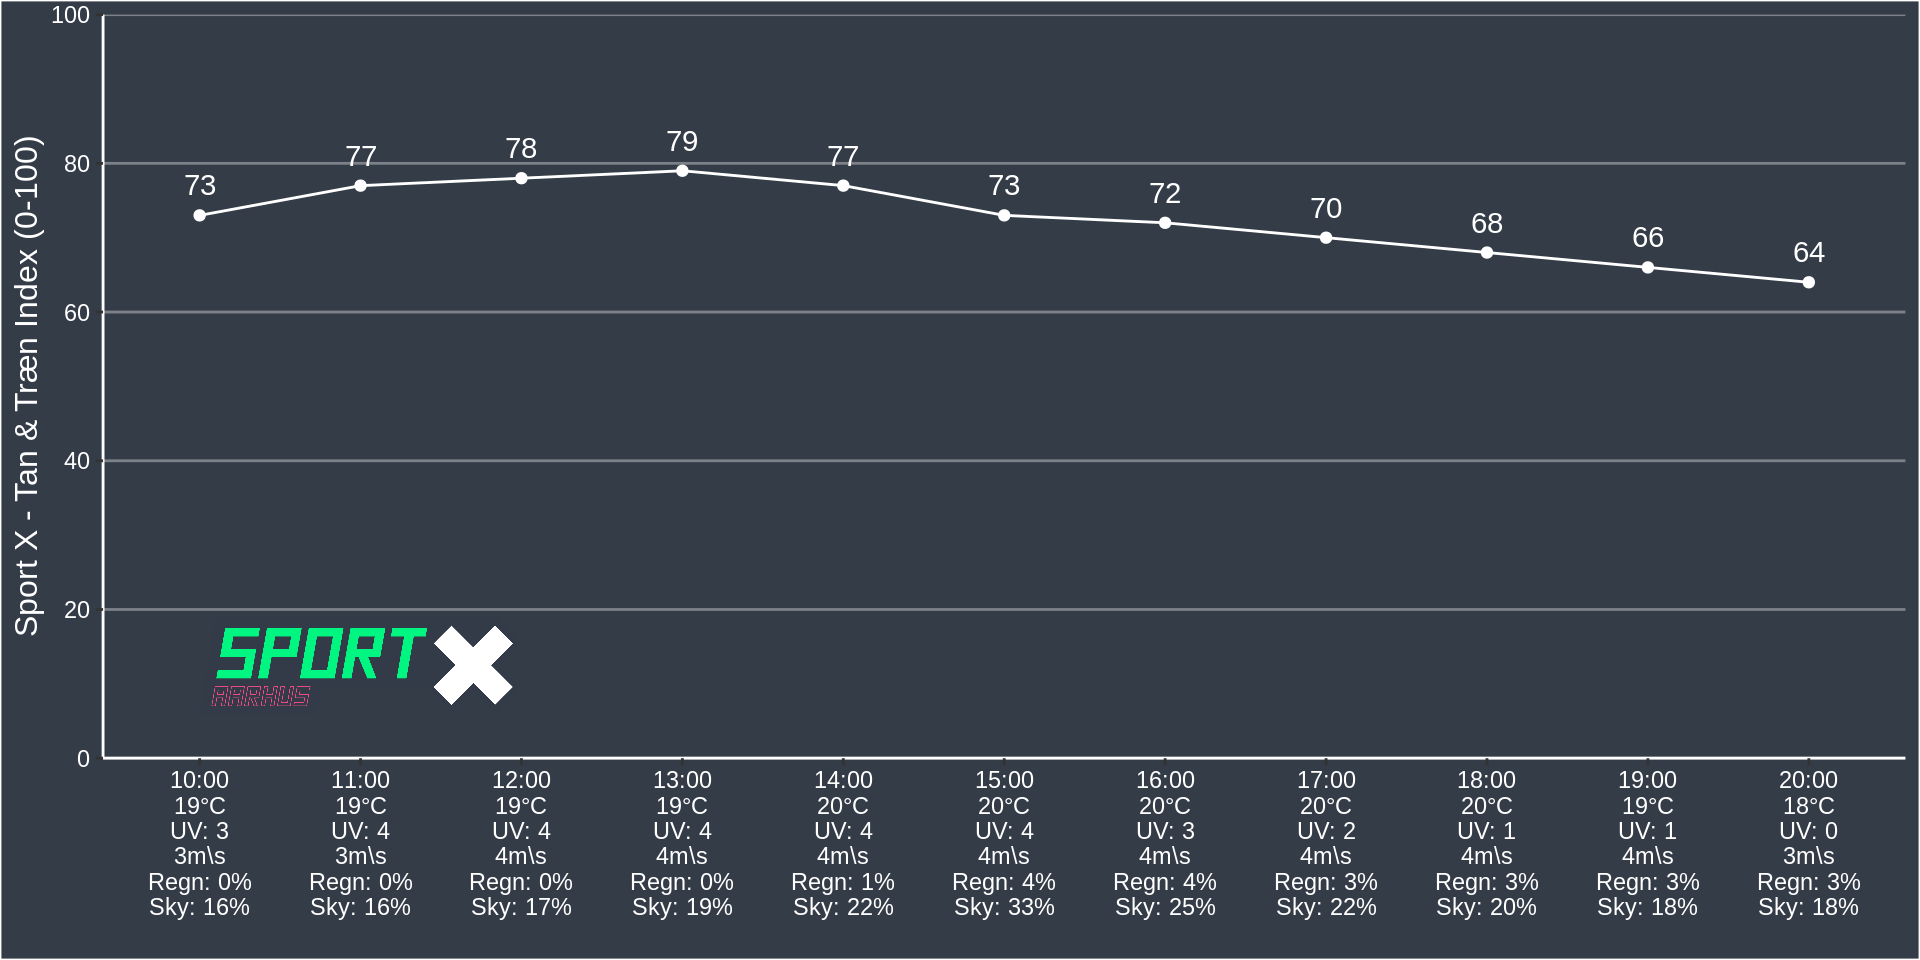 Sport X - Tan & Træn Index (0-100)
100
80
60
40
20
0
73
77
78
79
77
73
72
70
68
66
64
SPORT X
AARHUS
10:00 11:00 12:00 13:00 14:00 15:00 16:00 17:00 18:00 19:00 20:00
19°C 19°C 19°C 19°C 20°C 20°C 20°C 20°C 20°C 19°C 18°C
UV: 3 UV: 4 UV: 4 UV: 4 UV: 4 UV: 4 UV: 3 UV: 2 UV: 1 UV: 1 UV: 0
3m\s 3m\s 4m\s 4m\s 4m\s 4m\s 4m\s 4m\s 4m\s 4m\s 3m\s
Regn: 0% Regn: 0% Regn: 0% Regn: 0% Regn: 1% Regn: 4% Regn: 4% Regn: 3% Regn: 3% Regn: 3% Regn: 3%
Sky: 16% Sky: 16% Sky: 17% Sky: 19% Sky: 22% Sky: 33% Sky: 25% Sky: 22% Sky: 20% Sky: 18% Sky: 18%